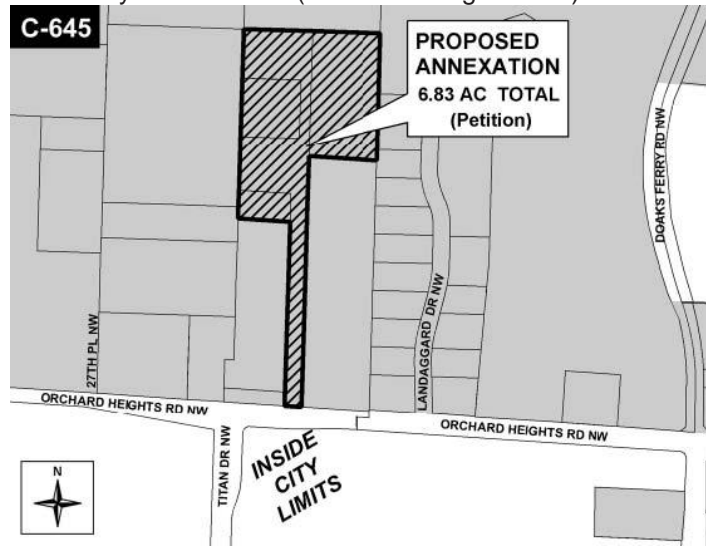 C-645
PROPOSED
ANNEXATION
6.83 AC TOTAL
(Petition)
DOAKS FERRY RD NW
LANDAGGARD DR NW
27TH PL NW
ORCHARD HEIGHTS RD NW
ORCHARD HEIGHTS RD NW
TITAN DR NW
INSIDE
CITY
LIMITS
N